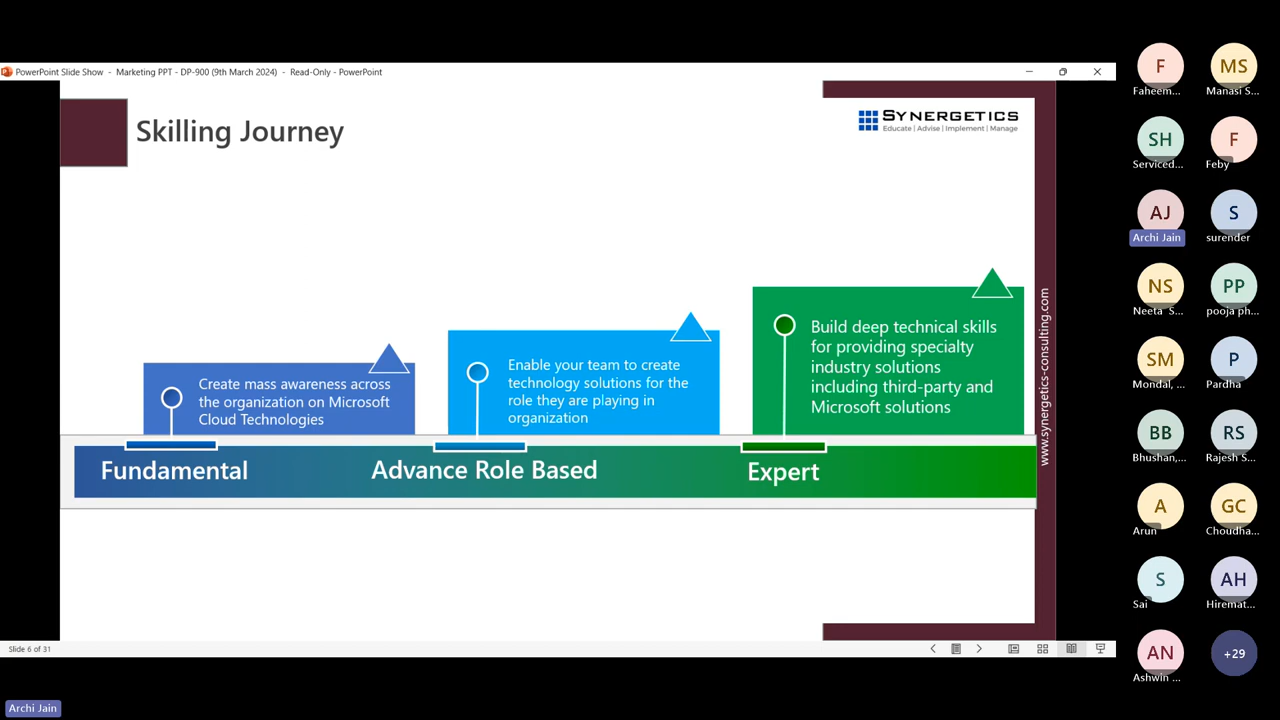 PowerPoint Slide Show - Marketing PPT - DP-900 (9th March 2024) - Read-Only - PowerPoint
Skilling Journey
SYNERGETICS
Educate | Advise | Implement | Manage
Create mass awareness across
the organization on Microsoft
Cloud Technologies
Enable your team to create
technology solutions for the
role they are playing in
organization
Build deep technical skills
for providing specialty
industry solutions
including third-party and
Microsoft solutions
Fundamental
Advance Role Based
Expert
www.synergetics-consulting.com
Slide 6 of 31
F
Faheem...
MS
Manasi S...
SH
Serviced...
F
Feby
AJ
Archi Jain
S
surender
NS
Neeta S...
PP
pooja ph...
SM
Mondal, ...
P
Pardha
BB
Bhushan,...
RS
Rajesh S...
A
Arun
GC
Choudha...
S
Sai
AH
Hiremat...
AN
Ashwin ...
+29
Archi Jain